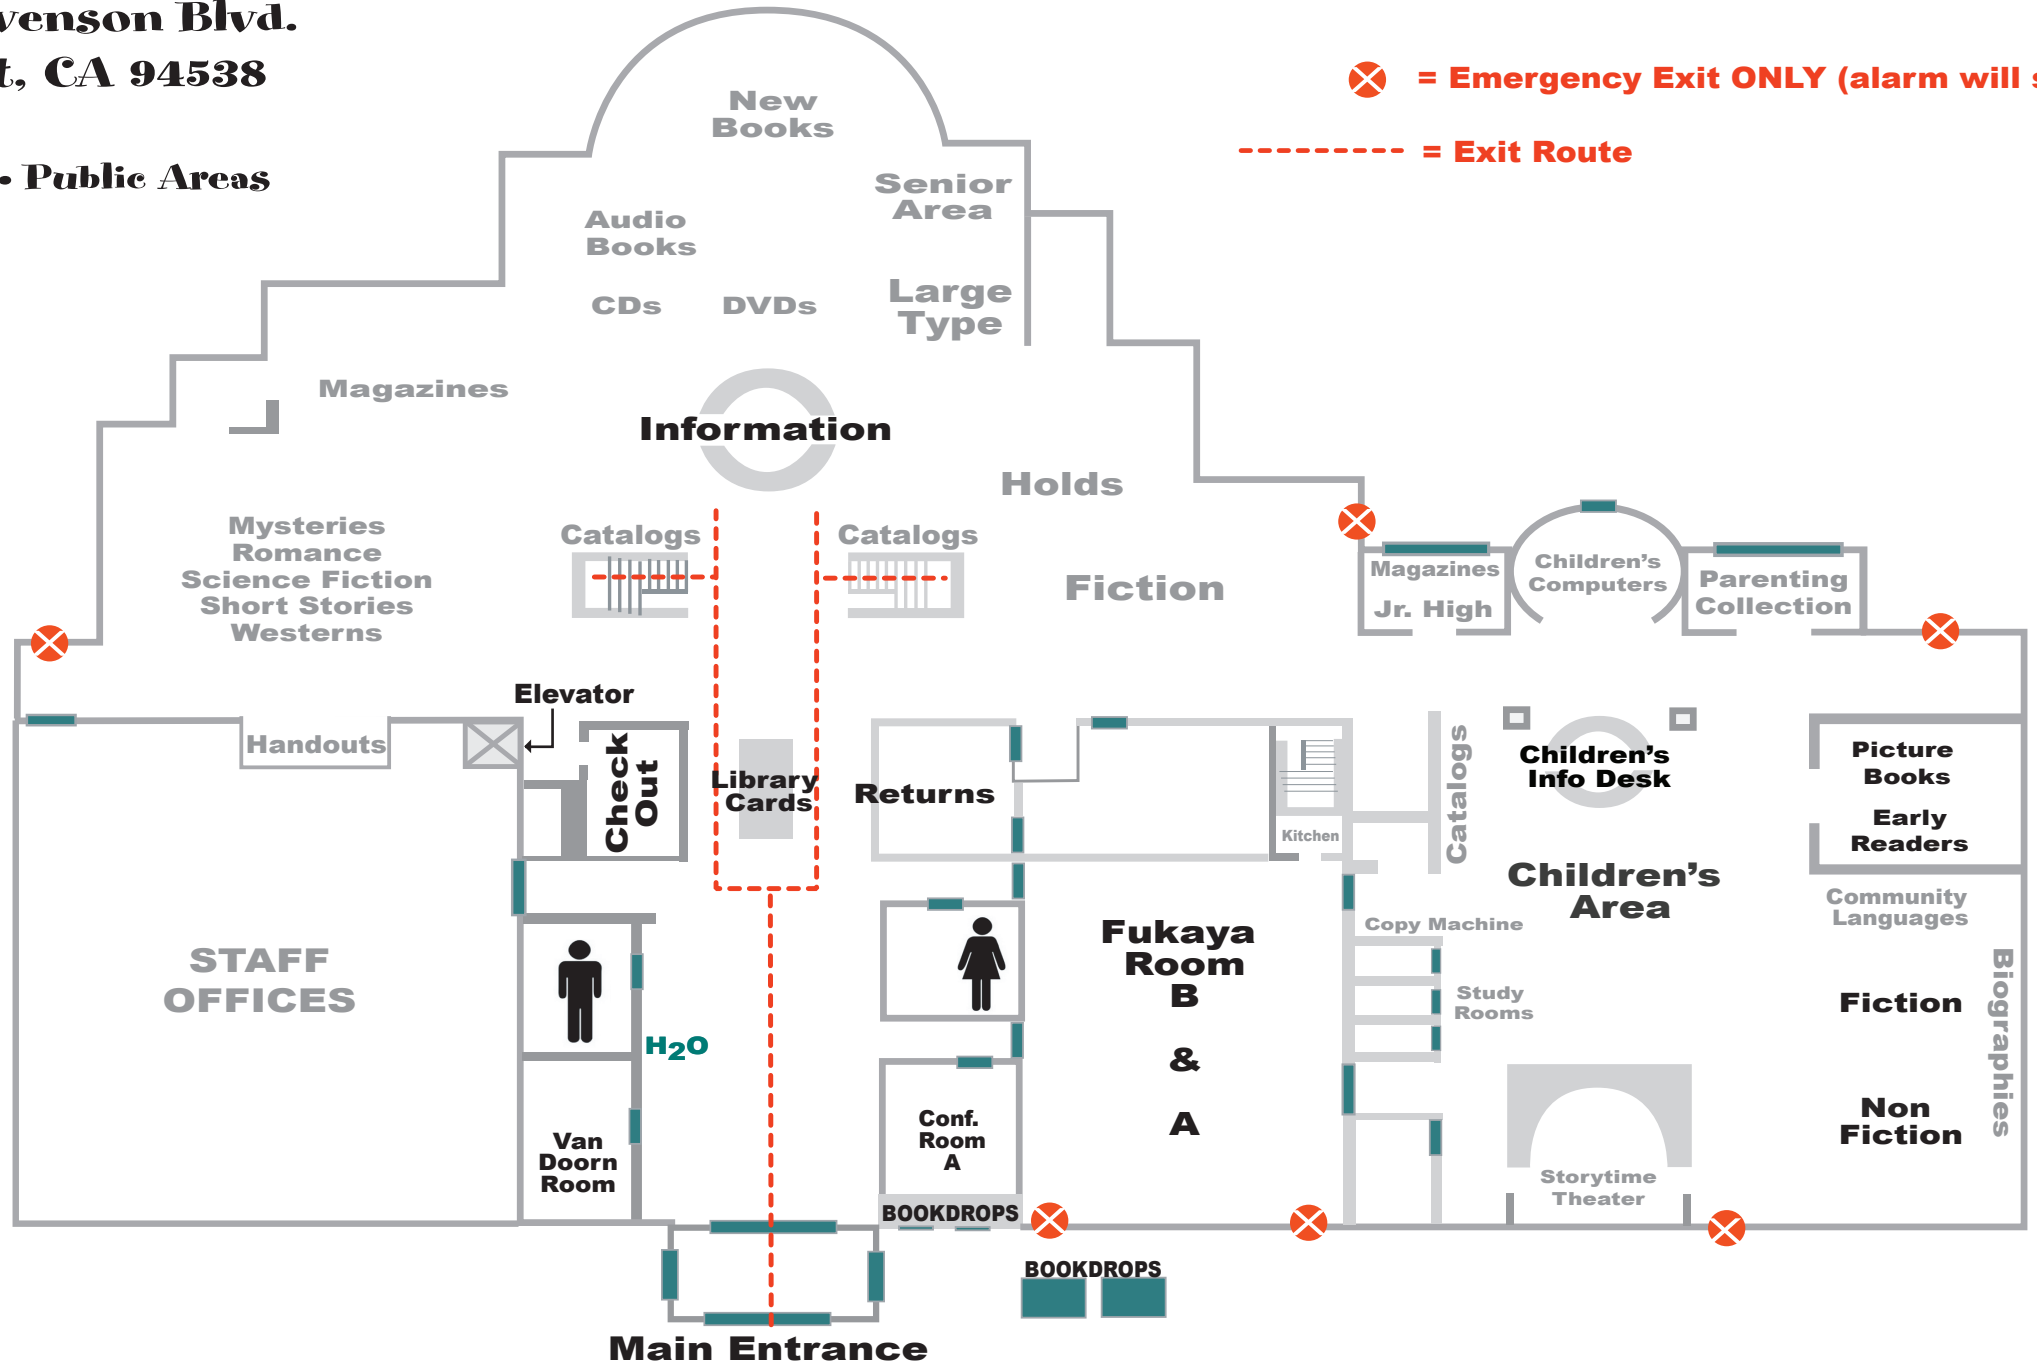 venson Blvd.
t, CA 94538
• Public Areas
= Emergency Exit ONLY (alarm will s
= Exit Route
New
Books
Senior
Area
Audio
Books
CDs
DVDs
Large
Type
Magazines
Information
Holds
Mysteries
Romance
Science Fiction
Short Stories
Westerns
Catalogs
Catalogs
Fiction
Magazines
Jr. High
Children's
Computers
Parenting
Collection
Elevator
Handouts
Check
Out
Library
Cards
Returns
Kitchen
Catalogs
Children's
Info Desk
Picture
Books
Early
Readers
Children's
Area
Community
Languages
Copy Machine
STAFF
OFFICES
Fukaya
Room
B
&
A
Study
Rooms
Fiction
Biographies
H2O
Non
Fiction
Van
Doorn
Room
Conf.
Room
A
Storytime
Theater
BOOKDROPS
BOOKDROPS
Main Entrance